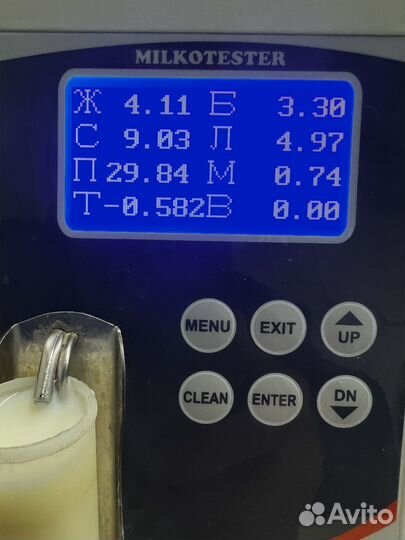 MILKOTESTER
Ж 4.11 Б 3.30
С 9.03 Л 4.97
П 29.84 М 0.74
Т -0.582 В 0.00
MENU EXIT UP
CLEAN ENTER DN
Avito